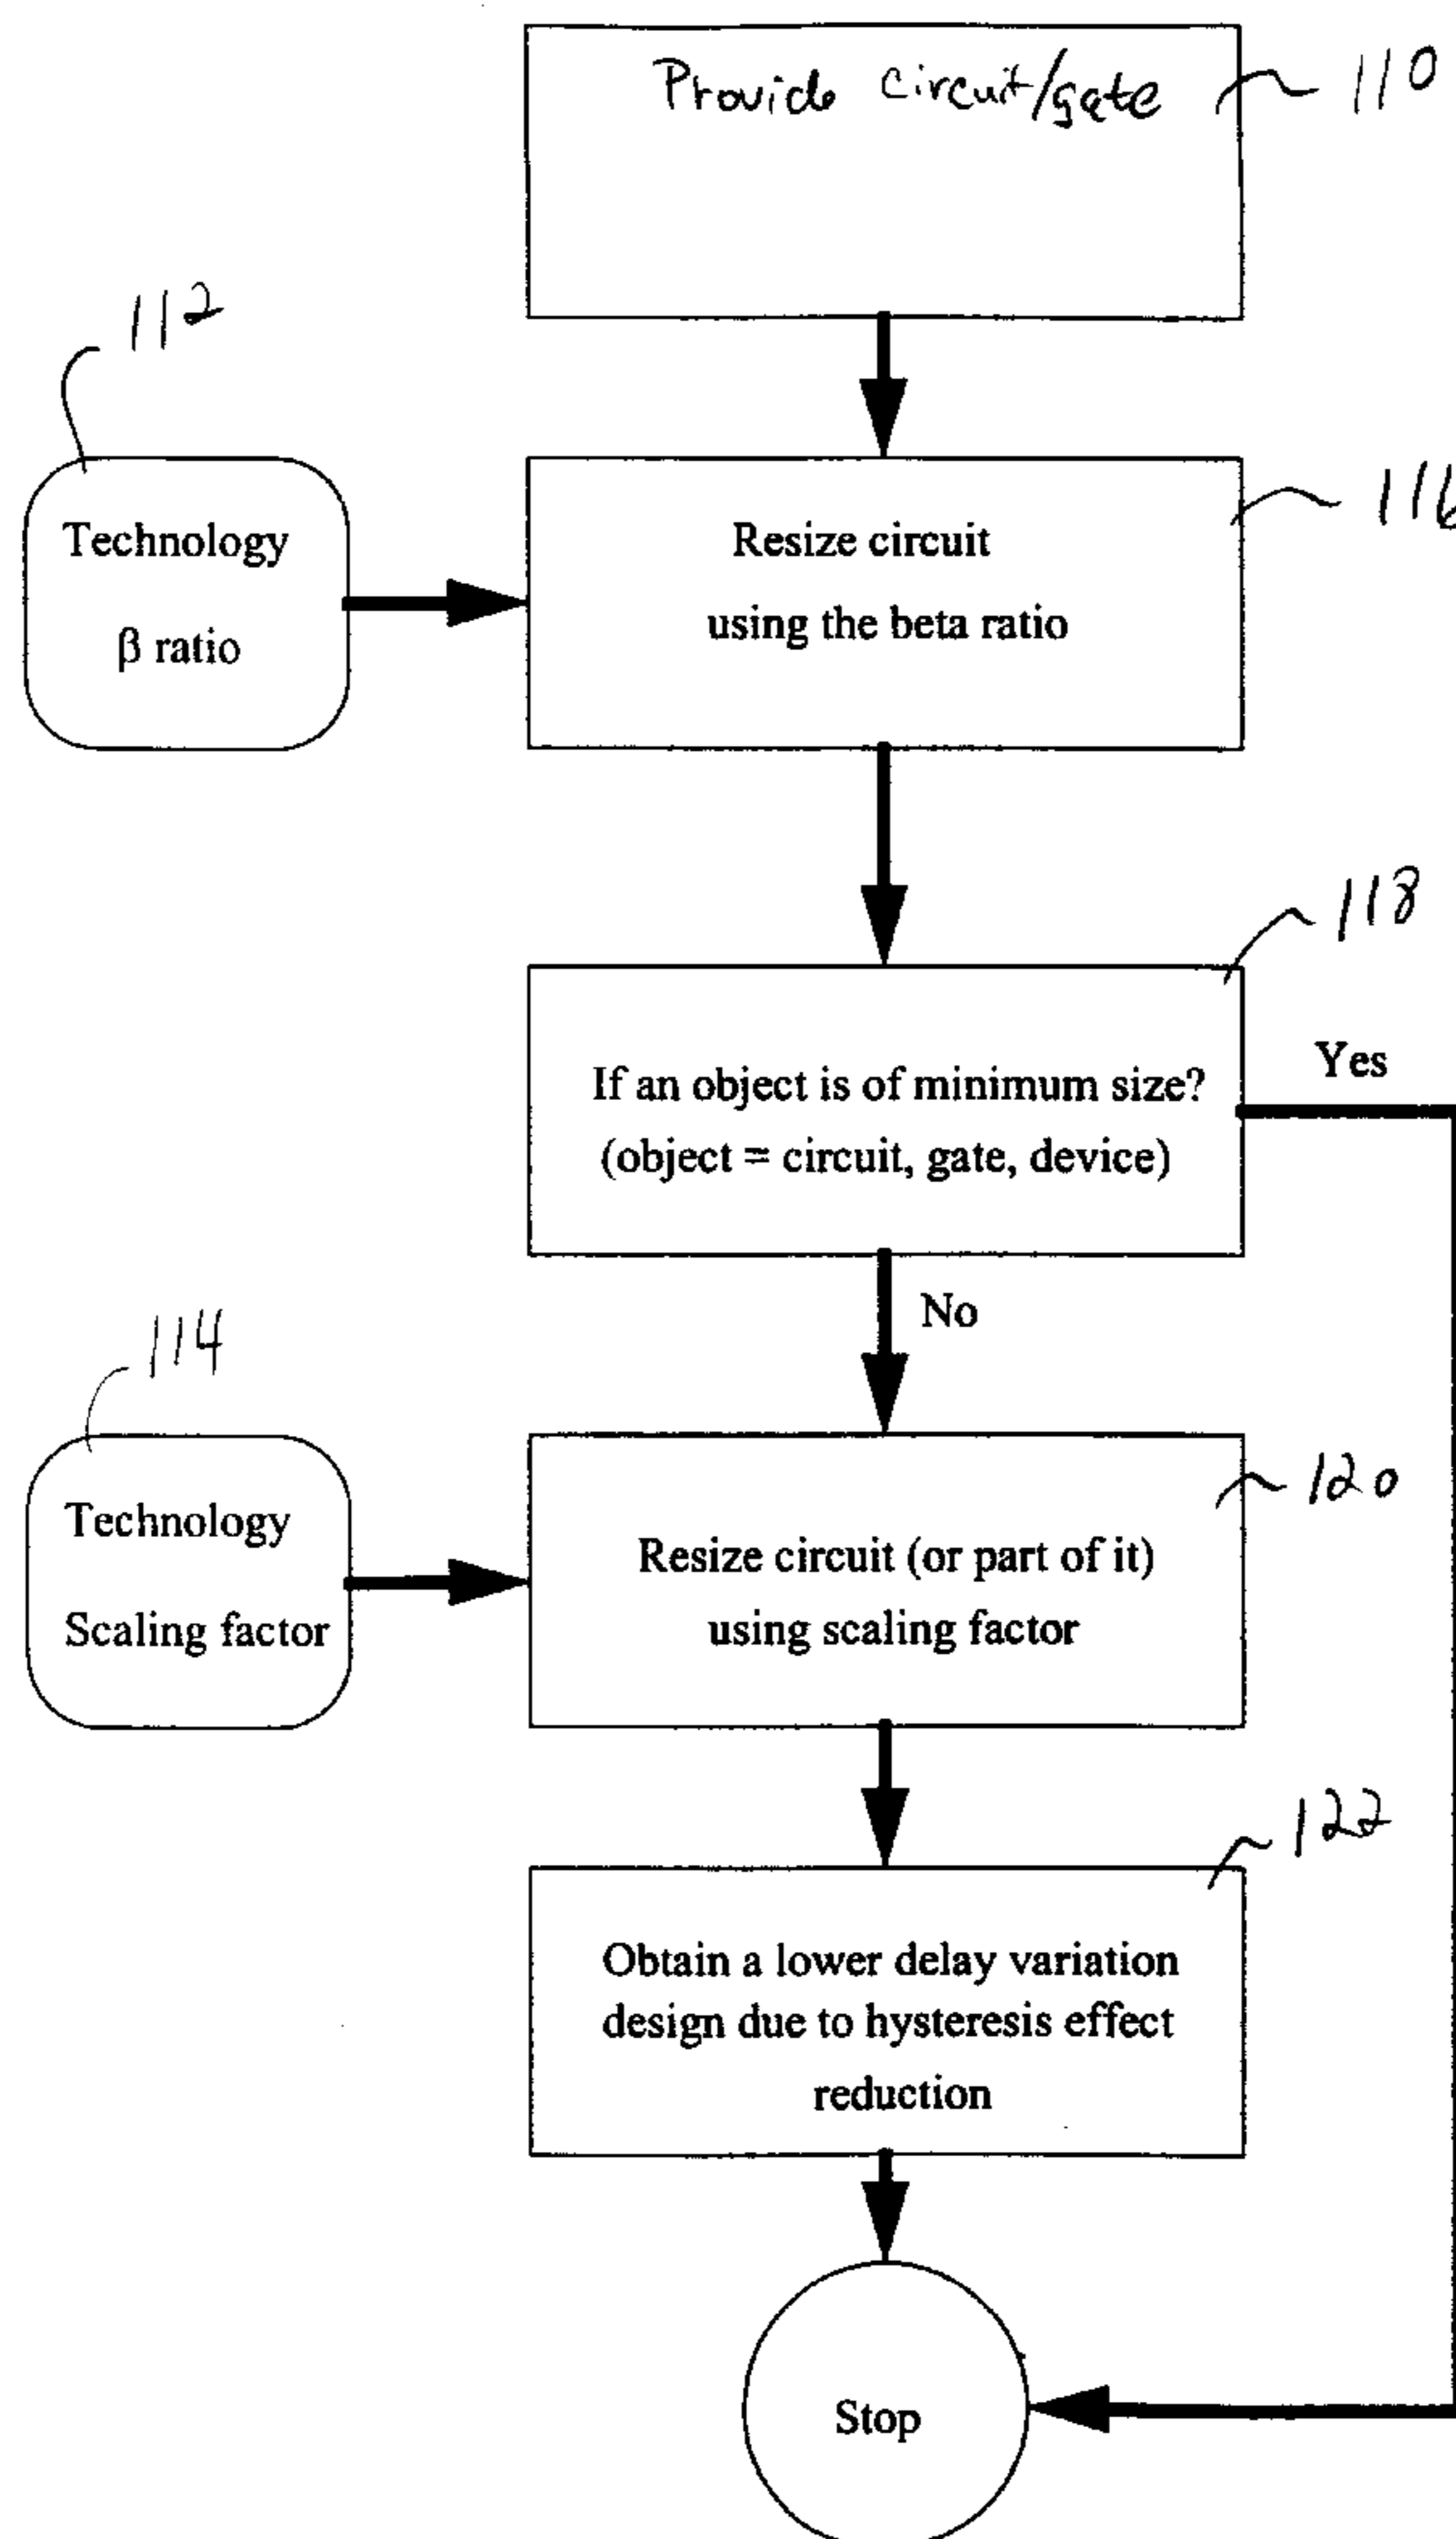 Provide circuit/gate
110
112
Technology
β ratio
Resize circuit
using the beta ratio
116
118
If an object is of minimum size?
(object = circuit, gate, device)
Yes
No
114
Technology
Scaling factor
Resize circuit (or part of it)
using scaling factor
120
122
Obtain a lower delay variation
design due to hysteresis effect
reduction
Stop